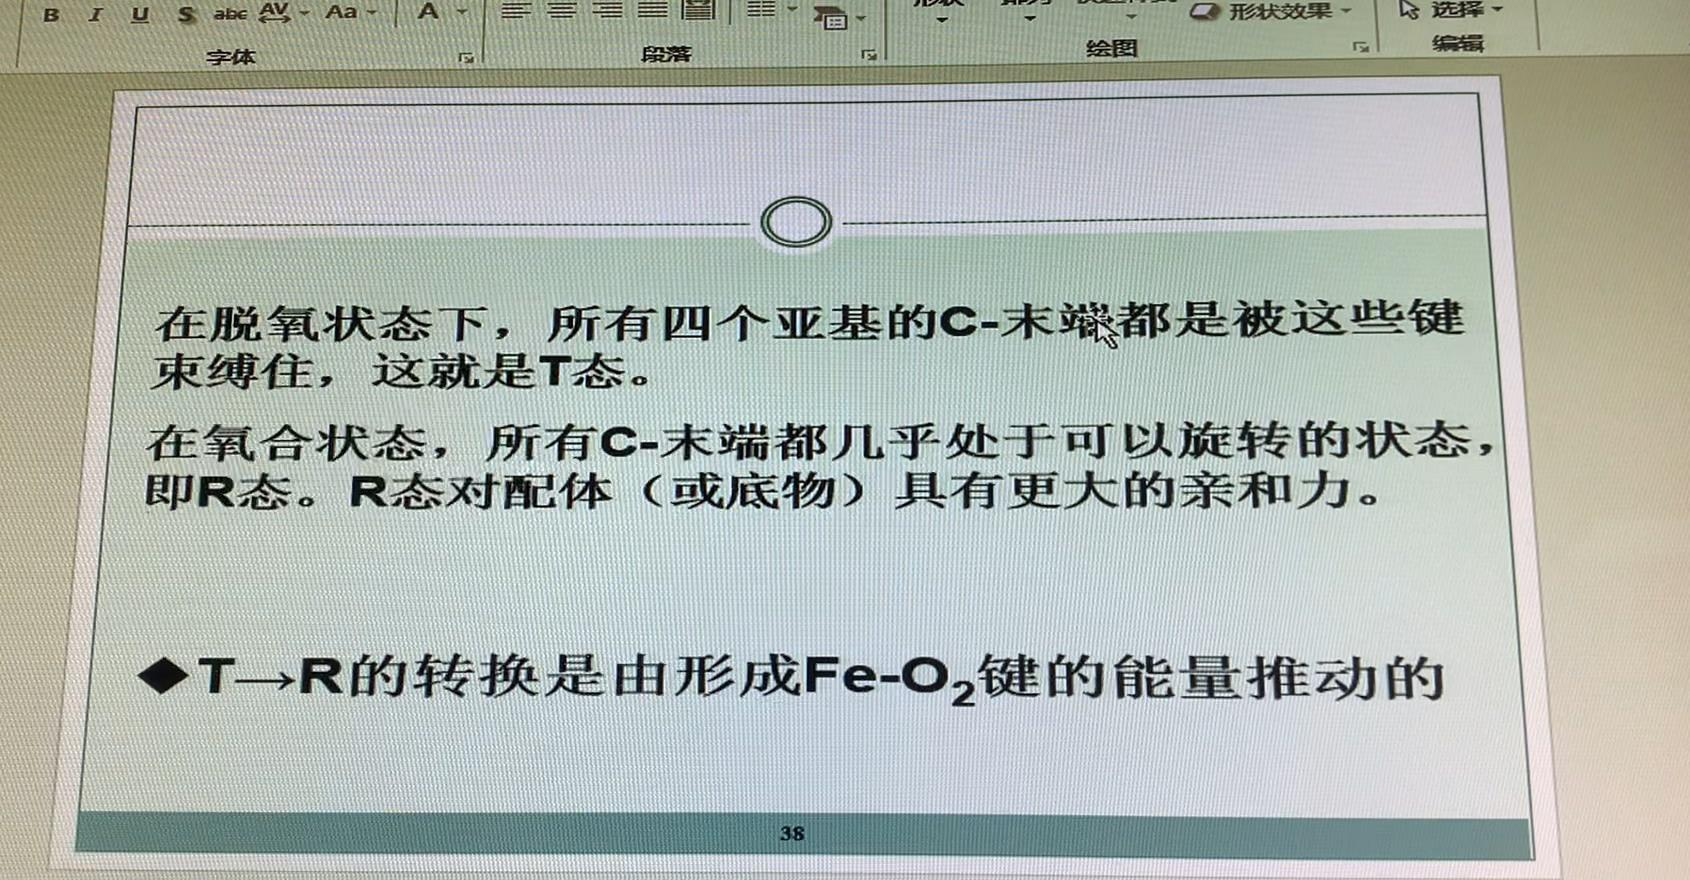 B I U S abc AV Aa A
形状效果 选择
字体 段落 绘图 编辑
在脱氧状态下，所有四个亚基的C-末端都是被这些键
束缚住，这就是T态。
在氧合状态，所有C-末端都几乎处于可以旋转的状态，
即R态。R态对配体（或底物）具有更大的亲和力。
◆T→R的转换是由形成Fe-O₂键的能量推动的
38